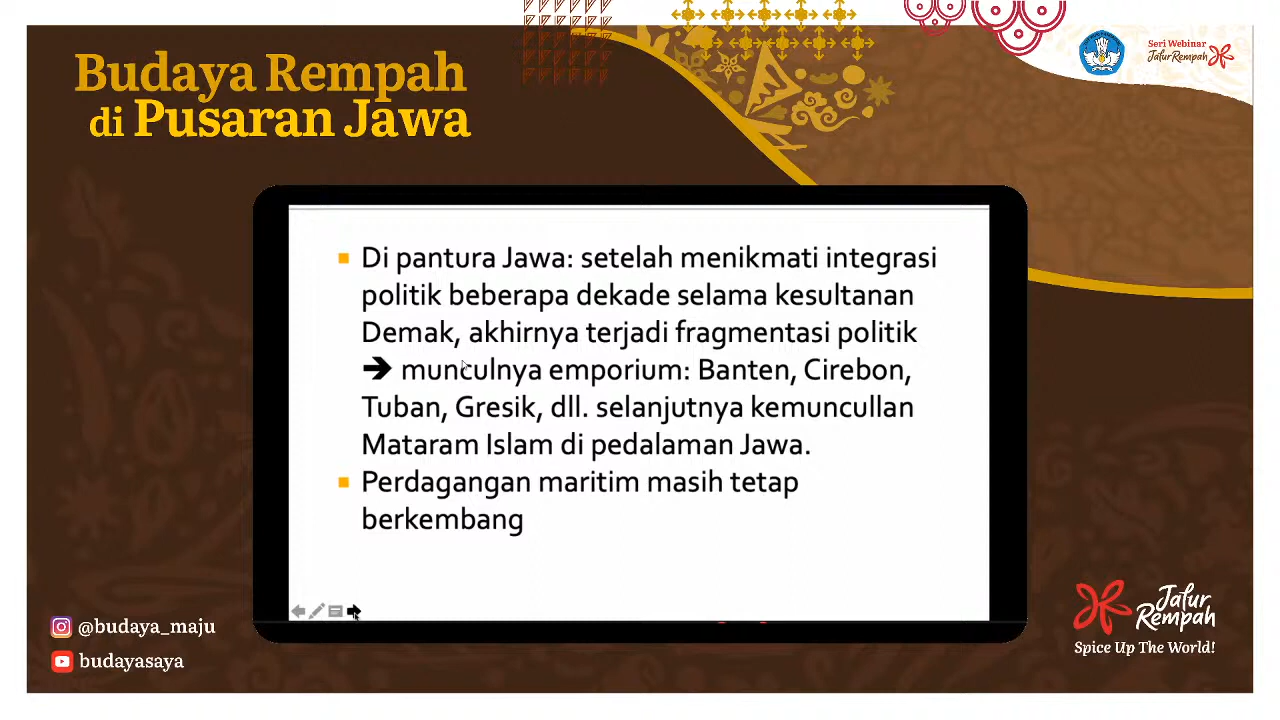 Budaya Rempah
di Pusaran Jawa
Seri Webinar
Jalur Rempah
Di pantura Jawa: setelah menikmati integrasi
politik beberapa dekade selama kesultanan
Demak, akhirnya terjadi fragmentasi politik
➔ munculnya emporium: Banten, Cirebon,
Tuban, Gresik, dll. selanjutnya kemuncullan
Mataram Islam di pedalaman Jawa.
Perdagangan maritim masih tetap
berkembang
@budaya_maju
budayasaya
Jalur
Rempah
Spice Up The World!